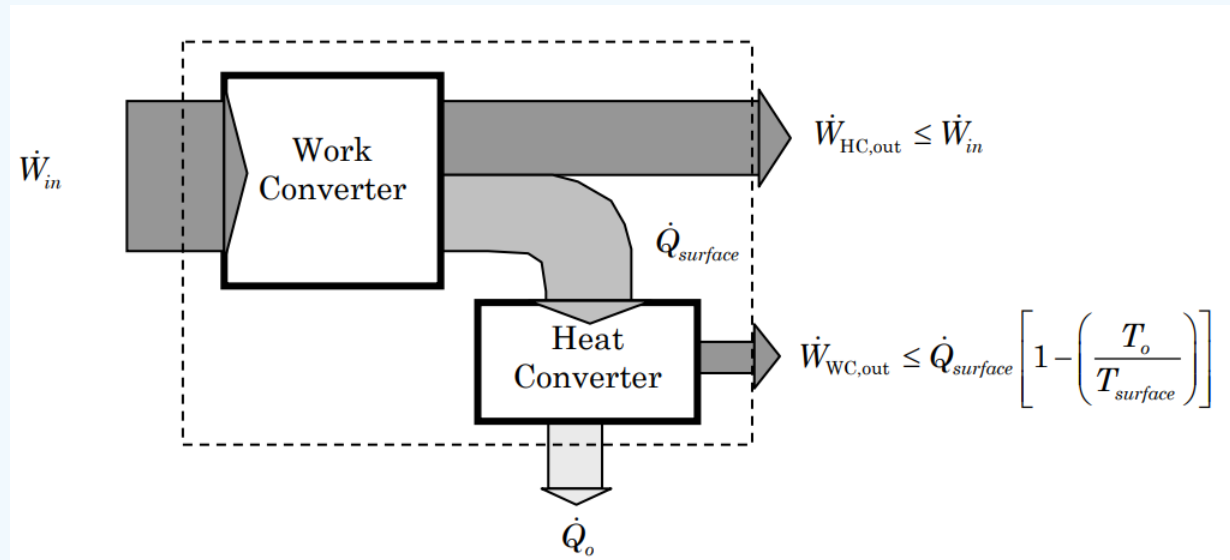 Ẇ_in
Work
Converter
Ẇ_HC,out ≤ Ẇ_in
Q̇_surface
Heat
Converter
Ẇ_WC,out ≤ Q̇_surface [1 − (T_o / T_surface)]
Q̇_o